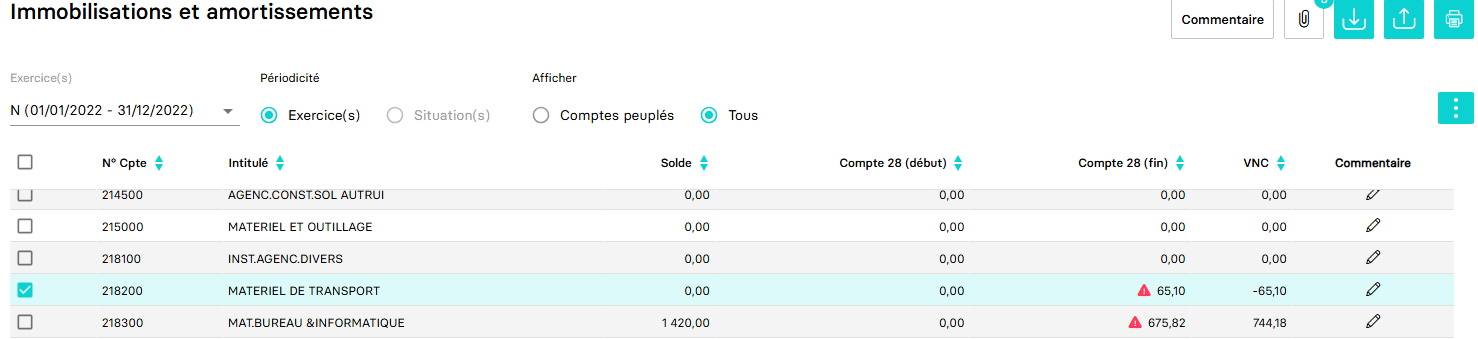 Immobilisations et amortissements
Commentaire
Exercice(s) Périodicité Afficher
N (01/01/2022 - 31/12/2022) Exercice(s) Situation(s) Comptes peuplés Tous
N° Cpte Intitulé Solde Compte 28 (début) Compte 28 (fin) VNC Commentaire
214500 AGENC.CONST.SOL AUTRUI 0,00 0,00 0,00 0,00
215000 MATERIEL ET OUTILLAGE 0,00 0,00 0,00 0,00
218100 INST.AGENC.DIVERS 0,00 0,00 0,00 0,00
218200 MATERIEL DE TRANSPORT 0,00 0,00 65,10 -65,10
218300 MAT.BUREAU &INFORMATIQUE 1 420,00 0,00 675,82 744,18